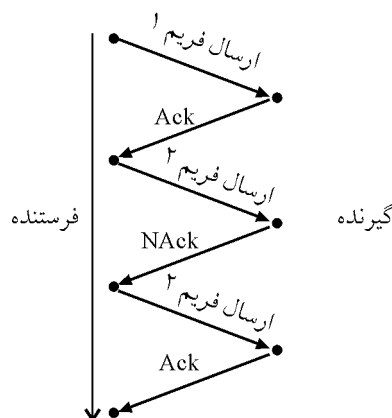 ارسال فریم ۱
Ack
ارسال فریم ۲
فرستنده
گیرنده
NAck
ارسال فریم ۲
Ack